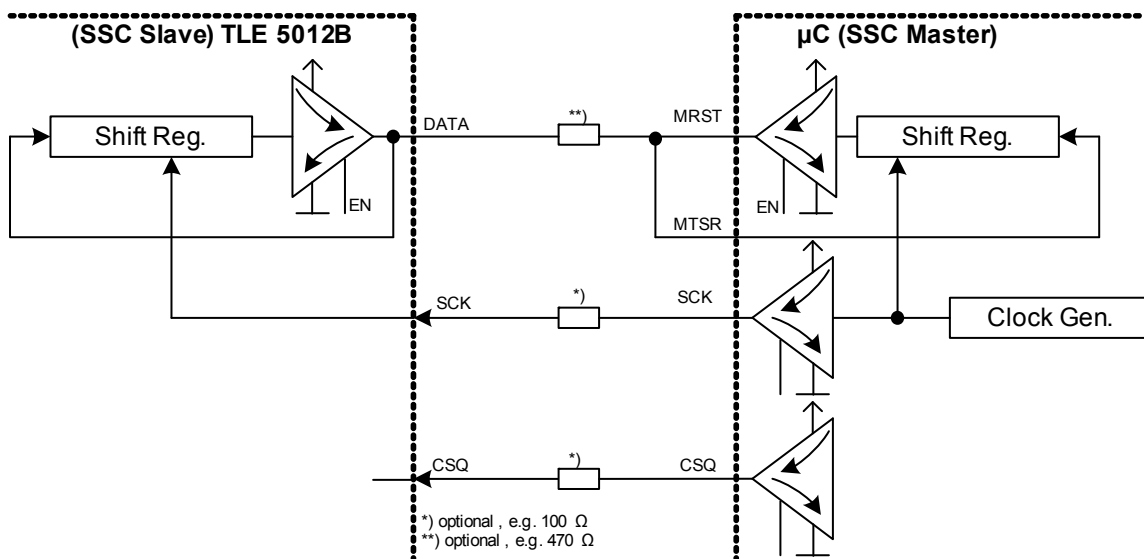 (SSC Slave) TLE 5012B
µC (SSC Master)
Shift Reg.
EN
DATA
**)
MRST
EN
Shift Reg.
MTSR
SCK
*)
SCK
Clock Gen.
CSQ
*)
CSQ
*) optional , e.g. 100 Ω
**) optional , e.g. 470 Ω